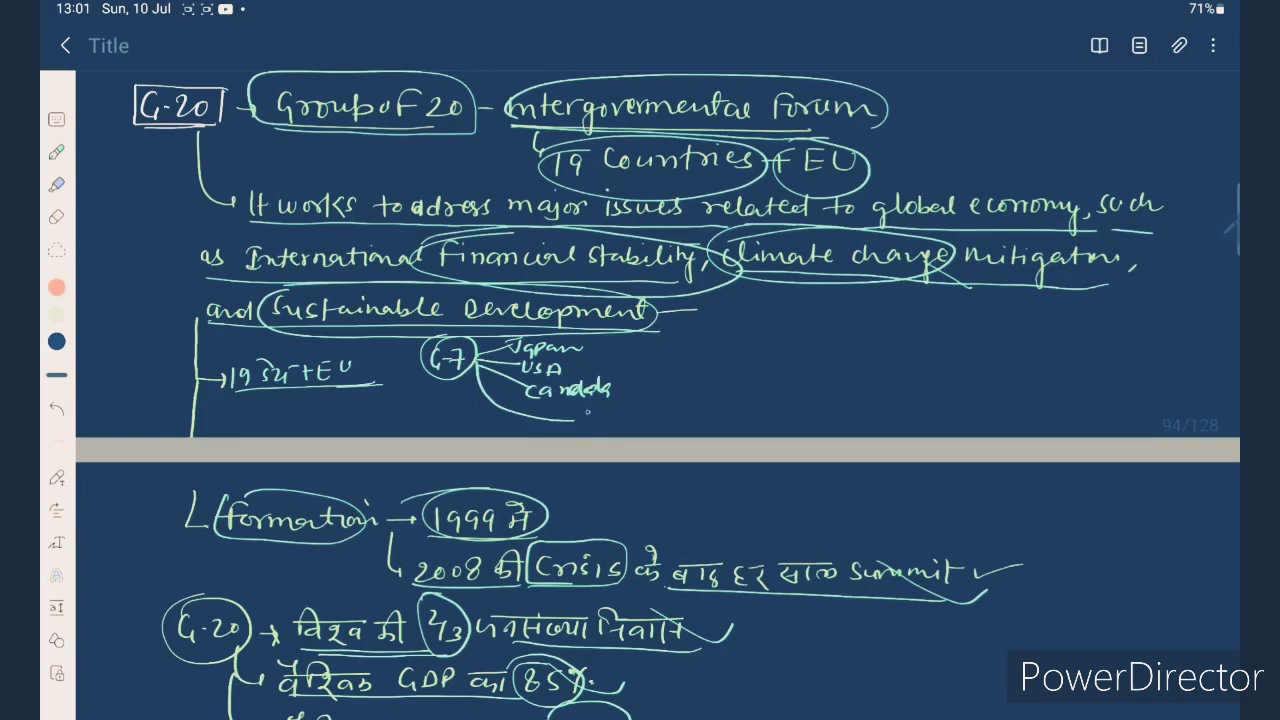 13:01 Sun, 10 Jul
71%
Title
G-20 → Group of 20 - Intergovernmental Forum
19 Countries + EU
It works to address major issues related to global economy, such
as International Financial Stability, climate change mitigation,
and Sustainable Development
→ 19 देश + EU
G-7
Japan
USA
Canada
94/128
Formation → 1999 में
2008 की Crisis के बाद हर साल Summit
G-20 → विश्व की 2/3 जनसंख्या निवास
वैश्विक GDP का 85%
PowerDirector